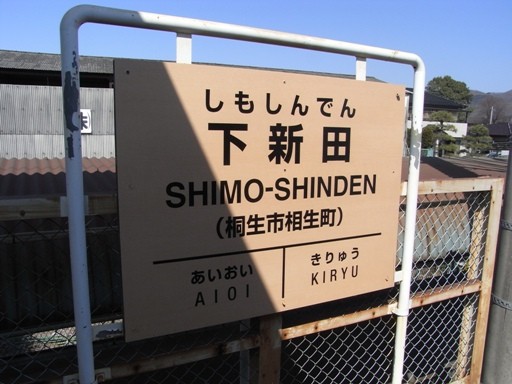 しもしんでん
下新田
SHIMO-SHINDEN
(桐生市相生町)
あいおい
AIOI
きりゅう
KIRYU